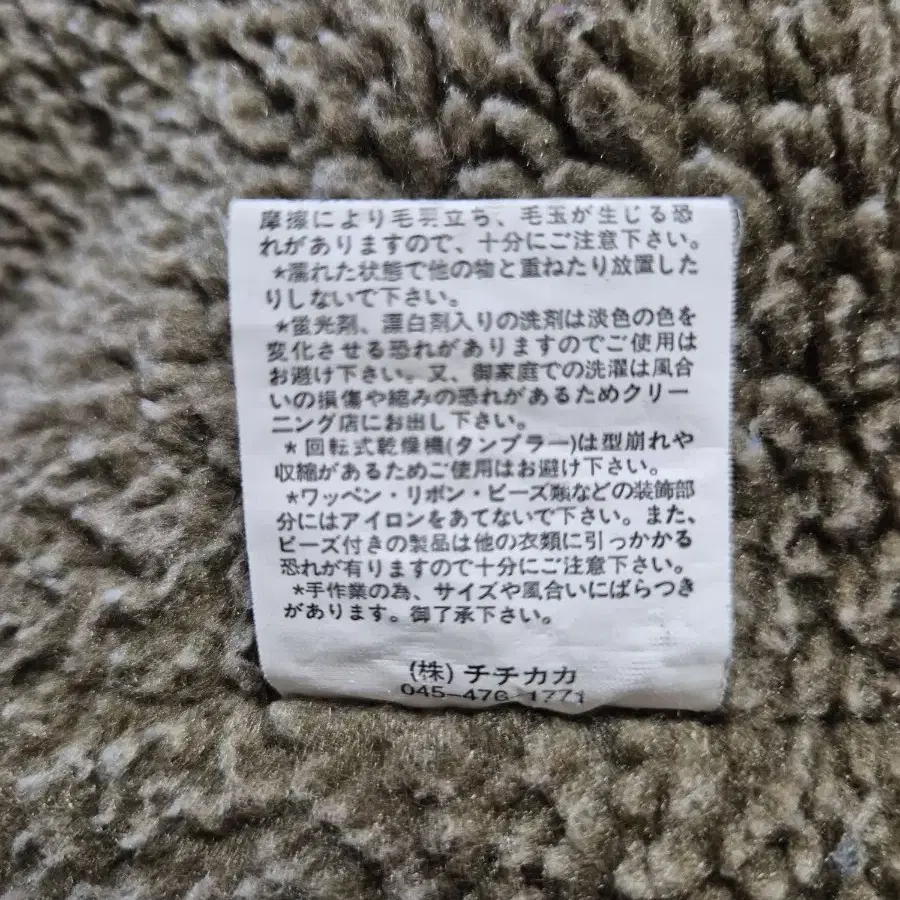 摩擦により毛羽立ち、毛玉が生じる恐
れがありますので、十分にご注意下さい。
*濡れた状態で他の物と重ねたり放置した
りしないで下さい。
*蛍光剤、漂白剤入りの洗剤は淡色の色を
変化させる恐れがありますのでご使用は
お避け下さい。又、御家庭での洗濯は風合
いの損傷や縮みの恐れがあるためクリー
ニング店にお出し下さい。
*回転式乾燥機(タンブラー)は型崩れや
収縮があるためご使用はお避け下さい。
*ワッペン・リボン・ビーズ類などの装飾部
分にはアイロンをあてないで下さい。また、
ビーズ付きの製品は他の衣類に引っかかる
恐れが有りますので十分にご注意下さい。
*手作業の為、サイズや風合いにばらつき
があります。御了承下さい。
(株)チチカカ
045-476-1771